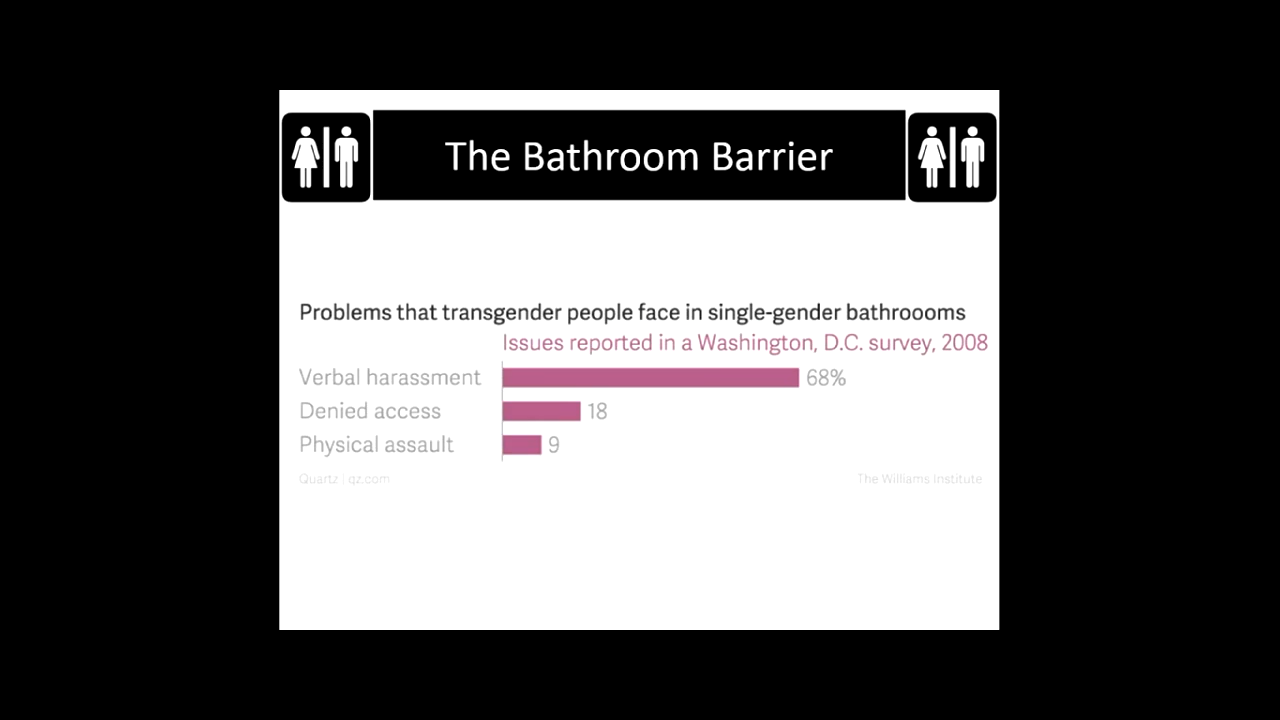 The Bathroom Barrier
Problems that transgender people face in single-gender bathroooms
Issues reported in a Washington, D.C. survey, 2008
Verbal harassment 68%
Denied access 18
Physical assault 9
Quartz | qz.com The Williams Institute